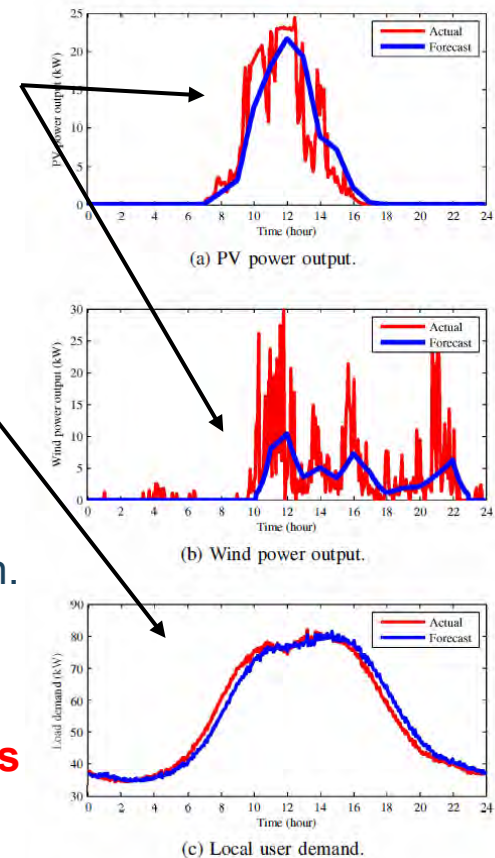 25
20
15
10
5
0
PV power output (kW)
Actual
Forecast
0 2 4 6 8 10 12 14 16 18 20 22 24
Time (hour)
(a) PV power output.
30
25
20
15
10
5
0
Wind power output (kW)
Actual
Forecast
0 2 4 6 8 10 12 14 16 18 20 22 24
Time (hour)
(b) Wind power output.
90
80
70
60
50
40
30
Load demand (kW)
Actual
Forecast
0 2 4 6 8 10 12 14 16 18 20 22 24
Time (hour)
(c) Local user demand.
s